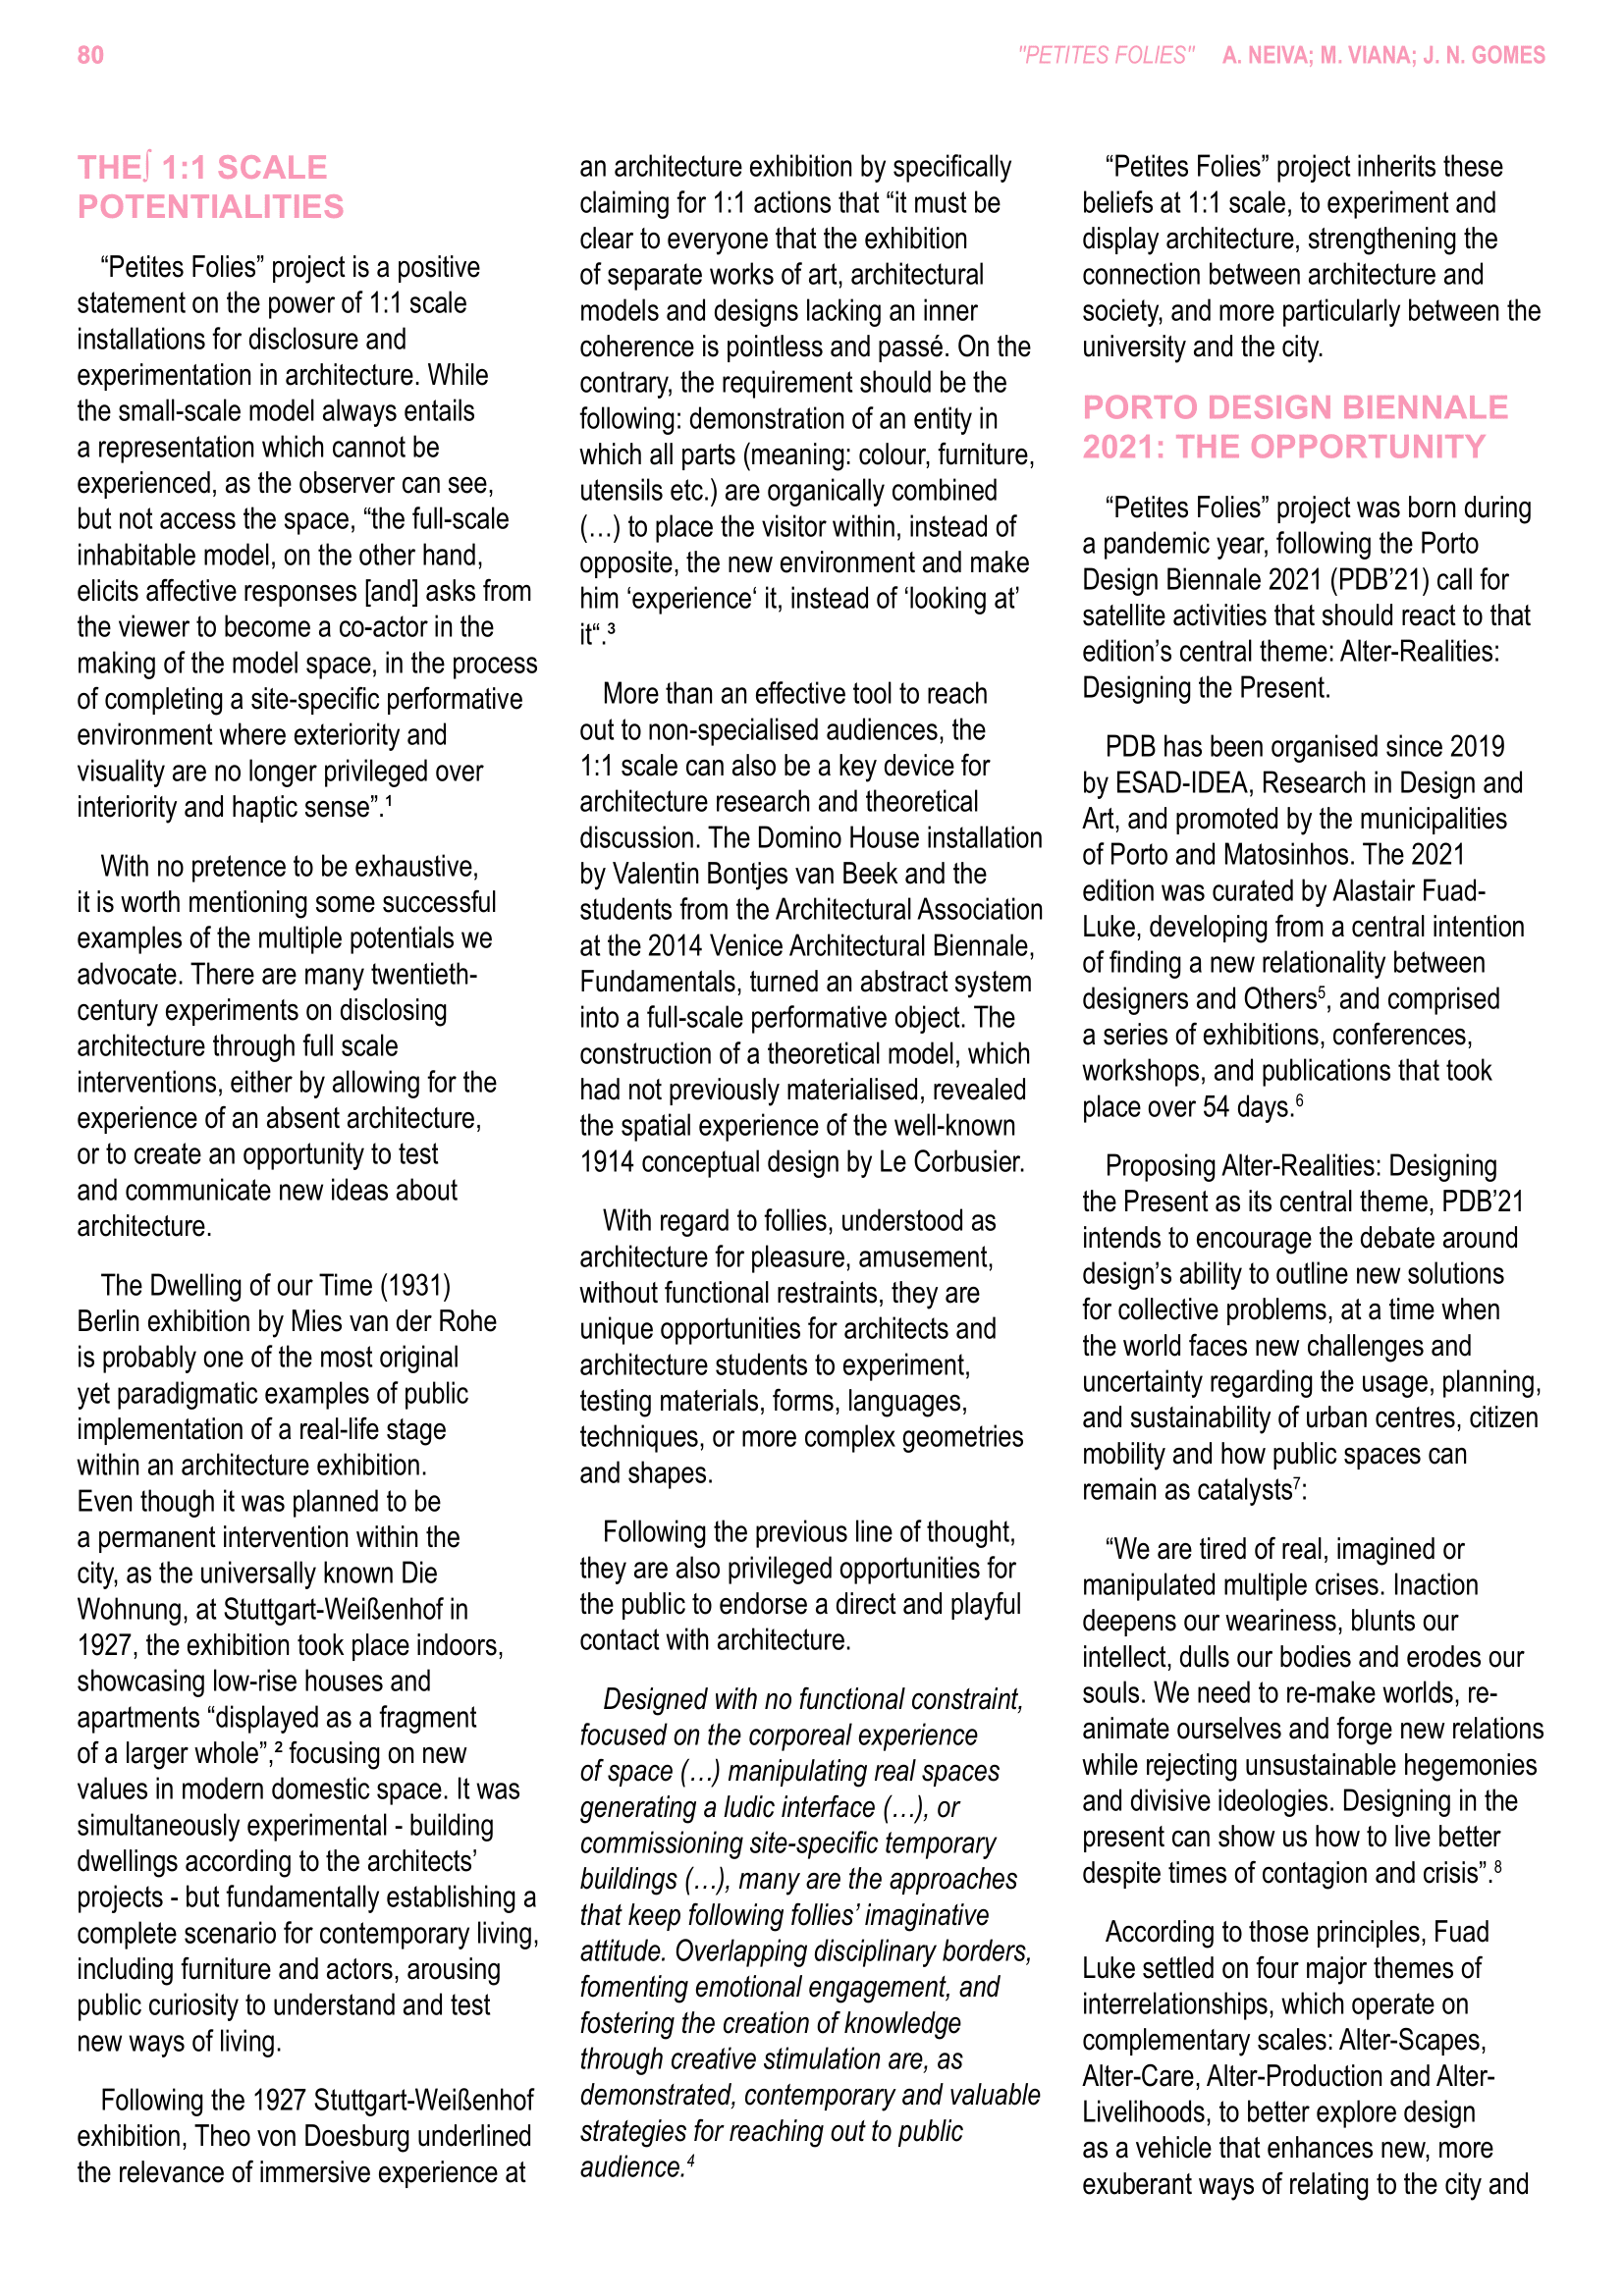 80
"PETITES FOLIES" A. NEIVA; M. VIANA; J. N. GOMES
THE∫ 1:1 SCALE
POTENTIALITIES
“Petites Folies” project is a positive
statement on the power of 1:1 scale
installations for disclosure and
experimentation in architecture. While
the small-scale model always entails
a representation which cannot be
experienced, as the observer can see,
but not access the space, “the full-scale
inhabitable model, on the other hand,
elicits affective responses [and] asks from
the viewer to become a co-actor in the
making of the model space, in the process
of completing a site-specific performative
environment where exteriority and
visuality are no longer privileged over
interiority and haptic sense”.¹
With no pretence to be exhaustive,
it is worth mentioning some successful
examples of the multiple potentials we
advocate. There are many twentieth-
century experiments on disclosing
architecture through full scale
interventions, either by allowing for the
experience of an absent architecture,
or to create an opportunity to test
and communicate new ideas about
architecture.
The Dwelling of our Time (1931)
Berlin exhibition by Mies van der Rohe
is probably one of the most original
yet paradigmatic examples of public
implementation of a real-life stage
within an architecture exhibition.
Even though it was planned to be
a permanent intervention within the
city, as the universally known Die
Wohnung, at Stuttgart-Weißenhof in
1927, the exhibition took place indoors,
showcasing low-rise houses and
apartments “displayed as a fragment
of a larger whole”,² focusing on new
values in modern domestic space. It was
simultaneously experimental - building
dwellings according to the architects’
projects - but fundamentally establishing a
complete scenario for contemporary living,
including furniture and actors, arousing
public curiosity to understand and test
new ways of living.
Following the 1927 Stuttgart-Weißenhof
exhibition, Theo von Doesburg underlined
the relevance of immersive experience at
an architecture exhibition by specifically
claiming for 1:1 actions that “it must be
clear to everyone that the exhibition
of separate works of art, architectural
models and designs lacking an inner
coherence is pointless and passé. On the
contrary, the requirement should be the
following: demonstration of an entity in
which all parts (meaning: colour, furniture,
utensils etc.) are organically combined
(…) to place the visitor within, instead of
opposite, the new environment and make
him ‘experience‘ it, instead of ‘looking at’
it“.³
More than an effective tool to reach
out to non-specialised audiences, the
1:1 scale can also be a key device for
architecture research and theoretical
discussion. The Domino House installation
by Valentin Bontjes van Beek and the
students from the Architectural Association
at the 2014 Venice Architectural Biennale,
Fundamentals, turned an abstract system
into a full-scale performative object. The
construction of a theoretical model, which
had not previously materialised, revealed
the spatial experience of the well-known
1914 conceptual design by Le Corbusier.
With regard to follies, understood as
architecture for pleasure, amusement,
without functional restraints, they are
unique opportunities for architects and
architecture students to experiment,
testing materials, forms, languages,
techniques, or more complex geometries
and shapes.
Following the previous line of thought,
they are also privileged opportunities for
the public to endorse a direct and playful
contact with architecture.
Designed with no functional constraint,
focused on the corporeal experience
of space (…) manipulating real spaces
generating a ludic interface (…), or
commissioning site-specific temporary
buildings (…), many are the approaches
that keep following follies’ imaginative
attitude. Overlapping disciplinary borders,
fomenting emotional engagement, and
fostering the creation of knowledge
through creative stimulation are, as
demonstrated, contemporary and valuable
strategies for reaching out to public
audience.⁴
“Petites Folies” project inherits these
beliefs at 1:1 scale, to experiment and
display architecture, strengthening the
connection between architecture and
society, and more particularly between the
university and the city.
PORTO DESIGN BIENNALE
2021: THE OPPORTUNITY
“Petites Folies” project was born during
a pandemic year, following the Porto
Design Biennale 2021 (PDB’21) call for
satellite activities that should react to that
edition’s central theme: Alter-Realities:
Designing the Present.
PDB has been organised since 2019
by ESAD-IDEA, Research in Design and
Art, and promoted by the municipalities
of Porto and Matosinhos. The 2021
edition was curated by Alastair Fuad-
Luke, developing from a central intention
of finding a new relationality between
designers and Others⁵, and comprised
a series of exhibitions, conferences,
workshops, and publications that took
place over 54 days.⁶
Proposing Alter-Realities: Designing
the Present as its central theme, PDB’21
intends to encourage the debate around
design’s ability to outline new solutions
for collective problems, at a time when
the world faces new challenges and
uncertainty regarding the usage, planning,
and sustainability of urban centres, citizen
mobility and how public spaces can
remain as catalysts⁷:
“We are tired of real, imagined or
manipulated multiple crises. Inaction
deepens our weariness, blunts our
intellect, dulls our bodies and erodes our
souls. We need to re-make worlds, re-
animate ourselves and forge new relations
while rejecting unsustainable hegemonies
and divisive ideologies. Designing in the
present can show us how to live better
despite times of contagion and crisis”.⁸
According to those principles, Fuad
Luke settled on four major themes of
interrelationships, which operate on
complementary scales: Alter-Scapes,
Alter-Care, Alter-Production and Alter-
Livelihoods, to better explore design
as a vehicle that enhances new, more
exuberant ways of relating to the city and